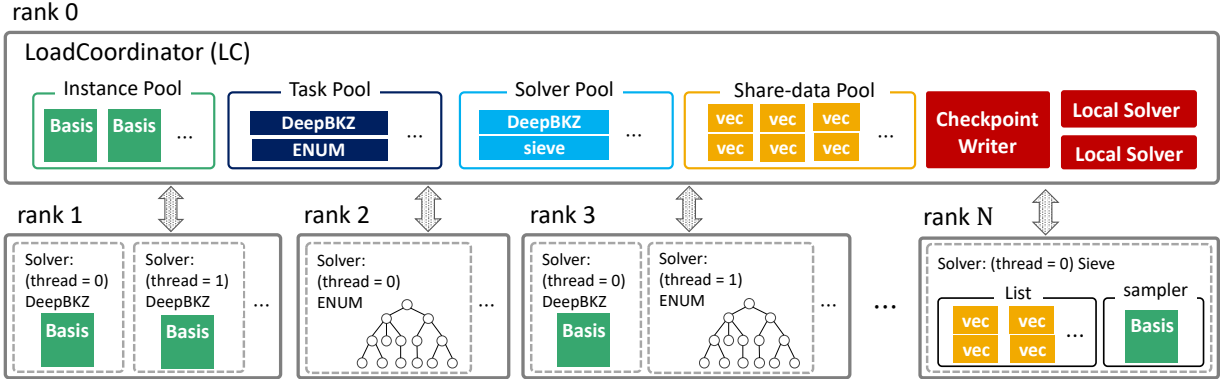 rank 0
LoadCoordinator (LC)
Instance Pool
Basis Basis ...
Task Pool
DeepBKZ
ENUM
...
Solver Pool
DeepBKZ
sieve
...
Share-data Pool
vec vec vec
vec vec vec
...
Checkpoint
Writer
Local Solver
Local Solver
rank 1
Solver:
(thread = 0)
DeepBKZ
Basis
Solver:
(thread = 1)
DeepBKZ
Basis
...
rank 2
Solver:
(thread = 0)
ENUM
...
rank 3
Solver:
(thread = 0)
DeepBKZ
Basis
Solver:
(thread = 1)
ENUM
...
...
rank N
Solver: (thread = 0) Sieve
List
vec vec
vec vec
...
sampler
Basis